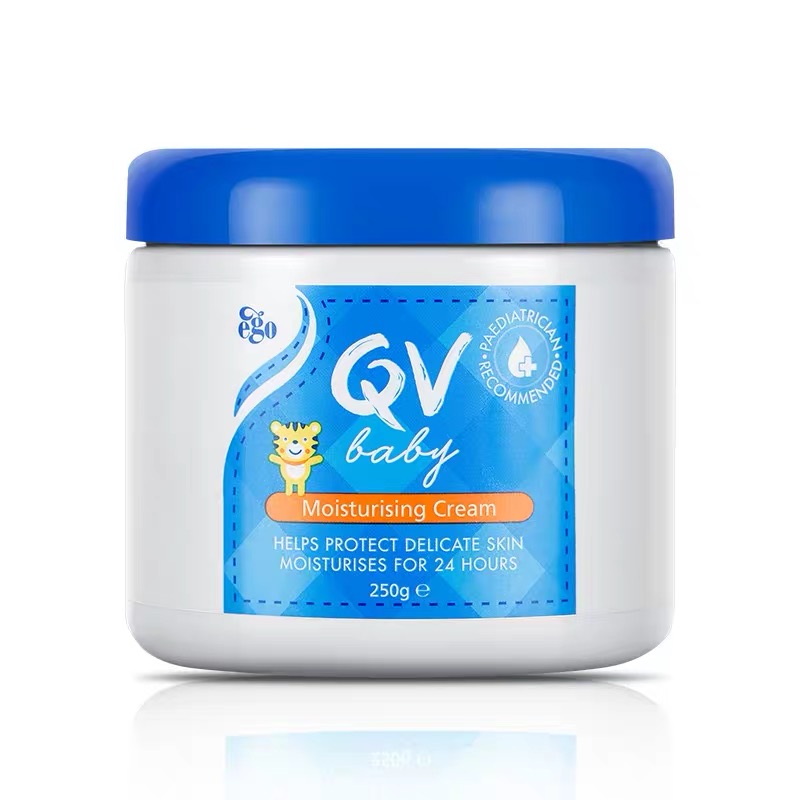 ego
QV
baby
PAEDIATRICIAN
RECOMMENDED
Moisturising Cream
HELPS PROTECT DELICATE SKIN
MOISTURISES FOR 24 HOURS
250g ℮